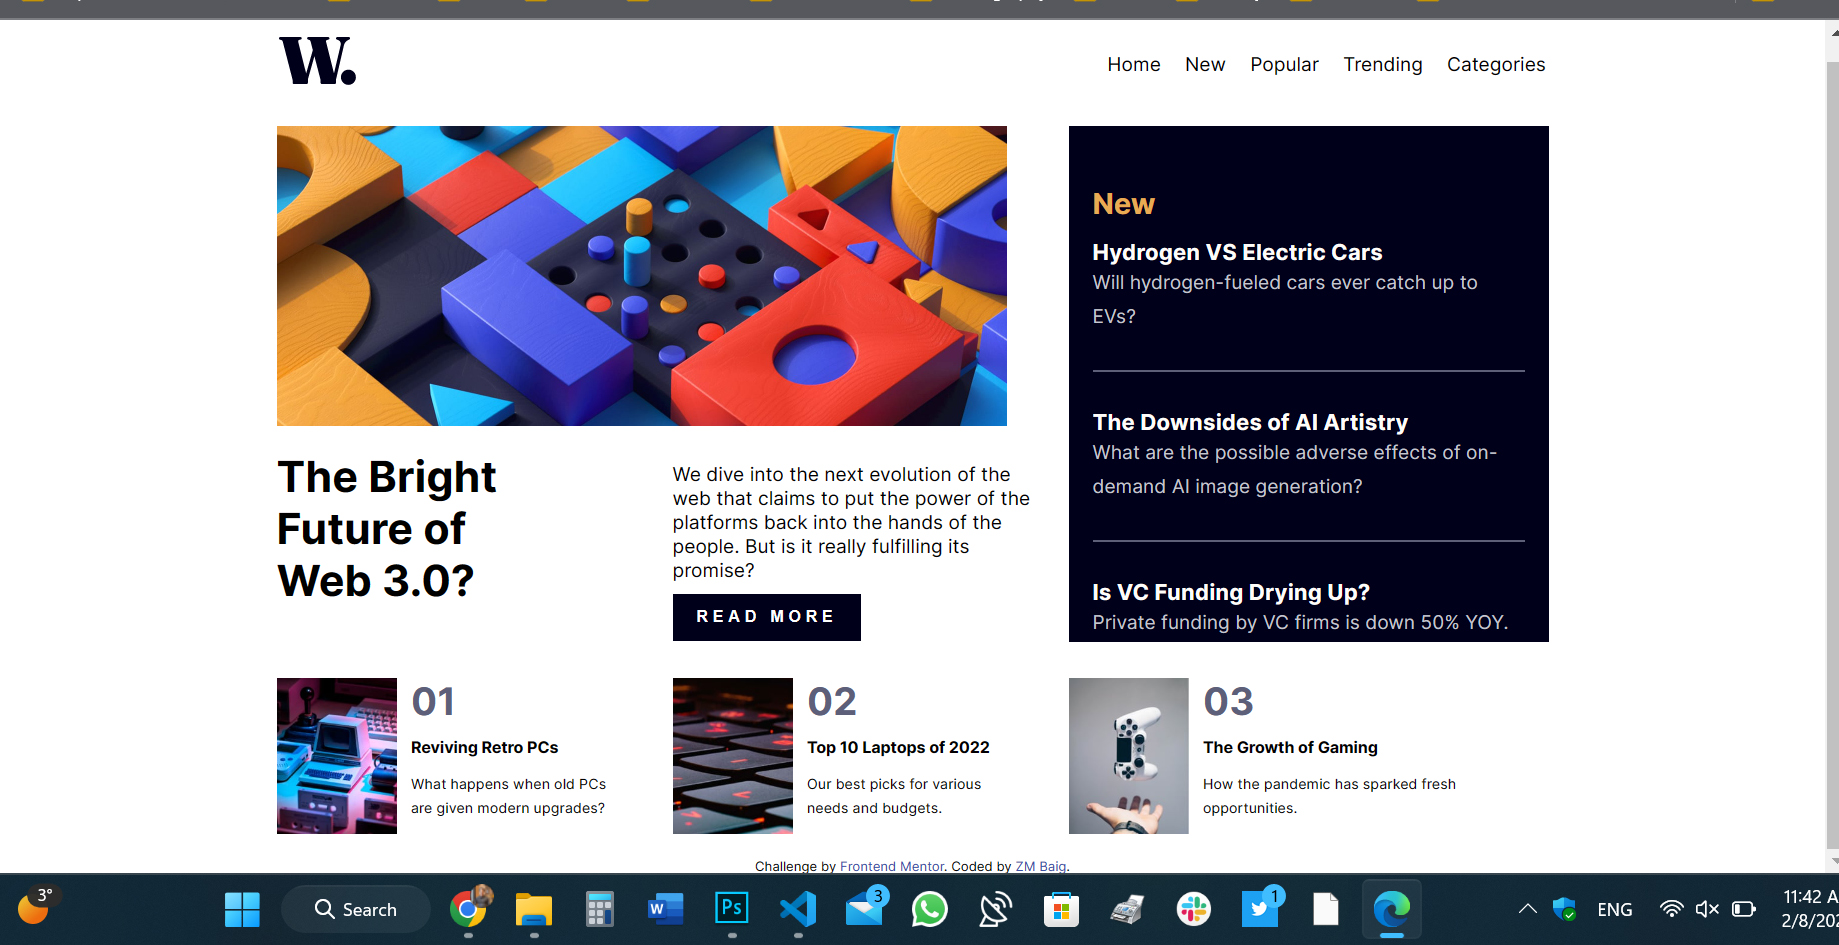 W.
Home New Popular Trending Categories
New
Hydrogen VS Electric Cars
Will hydrogen-fueled cars ever catch up to
EVs?
The Downsides of AI Artistry
What are the possible adverse effects of on-
demand AI image generation?
Is VC Funding Drying Up?
Private funding by VC firms is down 50% YOY.
The Bright
Future of
Web 3.0?
We dive into the next evolution of the
web that claims to put the power of the
platforms back into the hands of the
people. But is it really fulfilling its
promise?
READ MORE
01
Reviving Retro PCs
What happens when old PCs
are given modern upgrades?
02
Top 10 Laptops of 2022
Our best picks for various
needs and budgets.
03
The Growth of Gaming
How the pandemic has sparked fresh
opportunities.
Challenge by Frontend Mentor. Coded by ZM Baig.
3°
Search
W
Ps
3
1
ENG
11:42 A
2/8/202